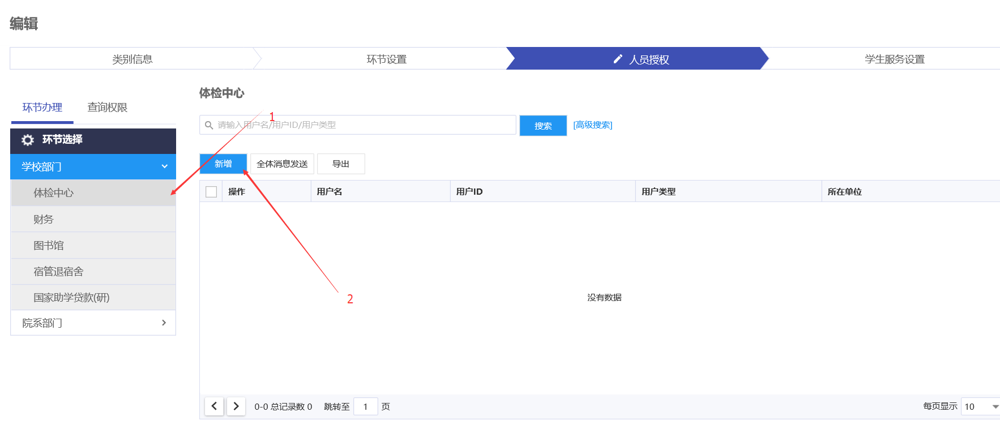 编辑
类别信息
环节设置
人员授权
学生服务设置
环节办理 查询权限
环节选择
学校部门
体检中心
财务
图书馆
宿管退宿舍
国家助学贷款(研)
院系部门
体检中心
1
请输入用户名/用户ID/用户类型 搜索 [高级搜索]
新增 全体消息发送 导出
操作 用户名 用户ID 用户类型 所在单位
2
没有数据
0-0 总记录数 0 跳转至 1 页 每页显示 10